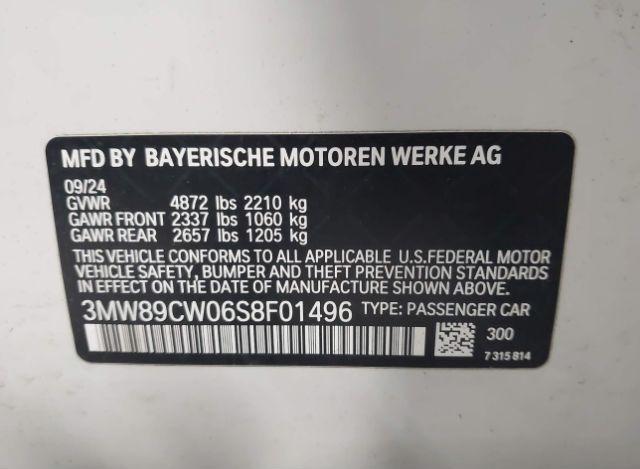 MFD BY BAYERISCHE MOTOREN WERKE AG
09/24
GVWR 4872 lbs 2210 kg
GAWR FRONT 2337 lbs 1060 kg
GAWR REAR 2657 lbs 1205 kg
THIS VEHICLE CONFORMS TO ALL APPLICABLE U.S.FEDERAL MOTOR
VEHICLE SAFETY, BUMPER AND THEFT PREVENTION STANDARDS
IN EFFECT ON THE DATE OF MANUFACTURE SHOWN ABOVE.
3MW89CW06S8F01496 TYPE: PASSENGER CAR
300
7 315 814